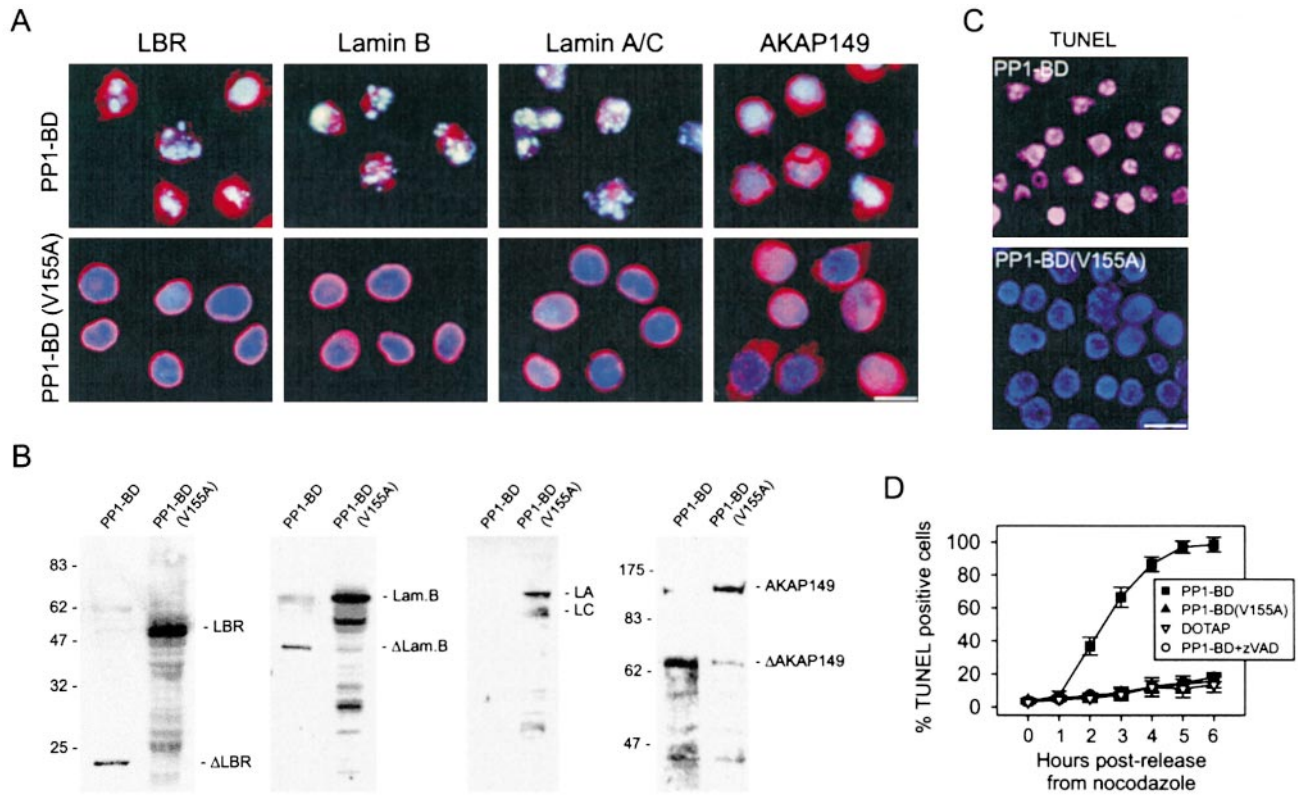 A
LBR
Lamin B
Lamin A/C
AKAP149
PP1-BD
PP1-BD (V155A)
C
TUNEL
PP1-BD
PP1-BD(V155A)
B
PP1-BD
PP1-BD
(V155A)
83 -
62 -
47 -
32 -
25 -
- LBR
- ΔLBR
PP1-BD
PP1-BD
(V155A)
- Lam.B
- ΔLam.B
PP1-BD
PP1-BD
(V155A)
- LA
- LC
PP1-BD
PP1-BD
(V155A)
175 -
83 -
62 -
47 -
- AKAP149
- ΔAKAP149
D
% TUNEL positive cells
100
80
60
40
20
0
PP1-BD
PP1-BD(V155A)
DOTAP
PP1-BD+zVAD
0 1 2 3 4 5 6
Hours post-release
from nocodazole